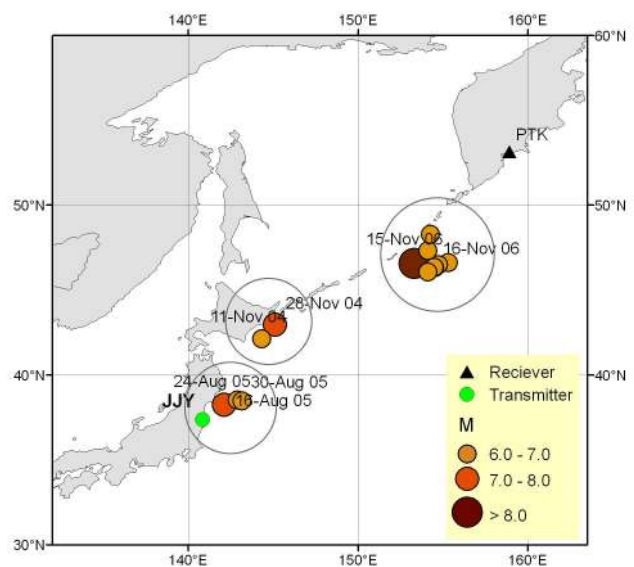 140°E 150°E 160°E
60°N
PTK
50°N 50°N
15-Nov 06
16-Nov 06
28-Nov 04
11-Nov 04
24-Aug 05 30-Aug 05
JJY 16-Aug 05
40°N 40°N
Reciever
Transmitter
M
6.0 - 7.0
7.0 - 8.0
> 8.0
30°N
140°E 150°E 160°E